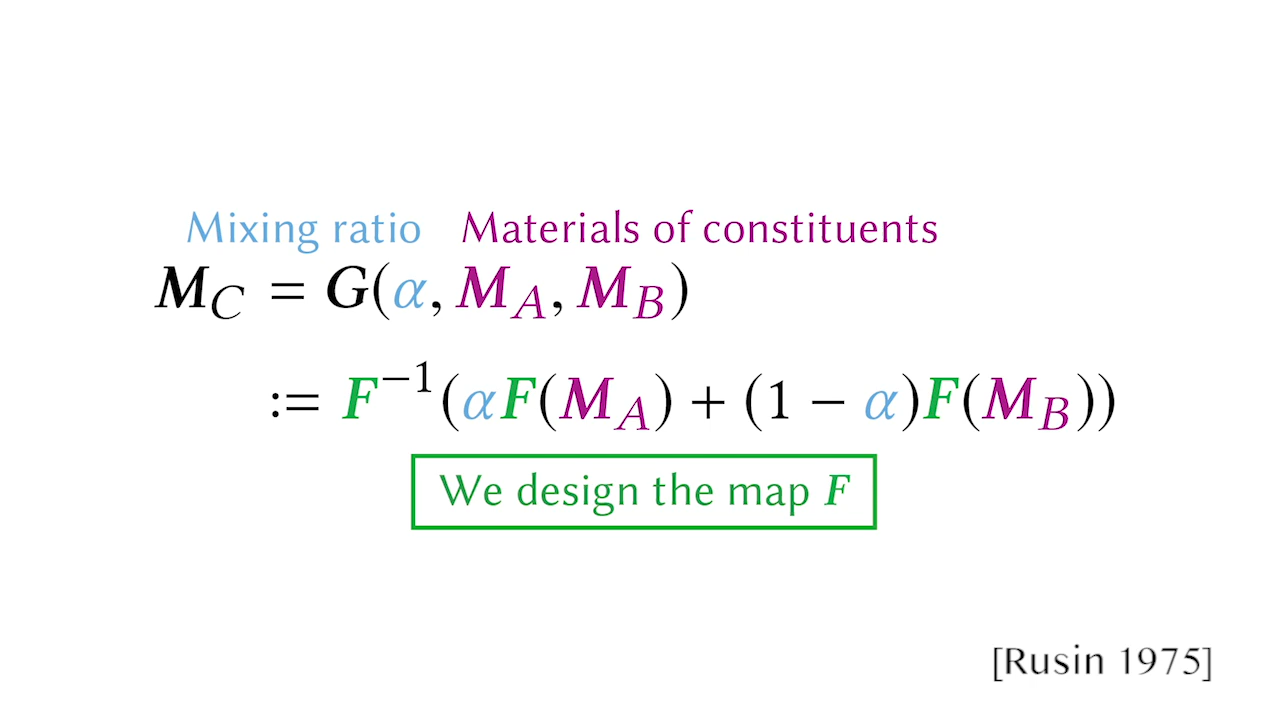 Mixing ratio Materials of constituents
M_C = G(α, M_A, M_B)
:= F^{-1}(αF(M_A) + (1 − α)F(M_B))
We design the map F
[Rusin 1975]